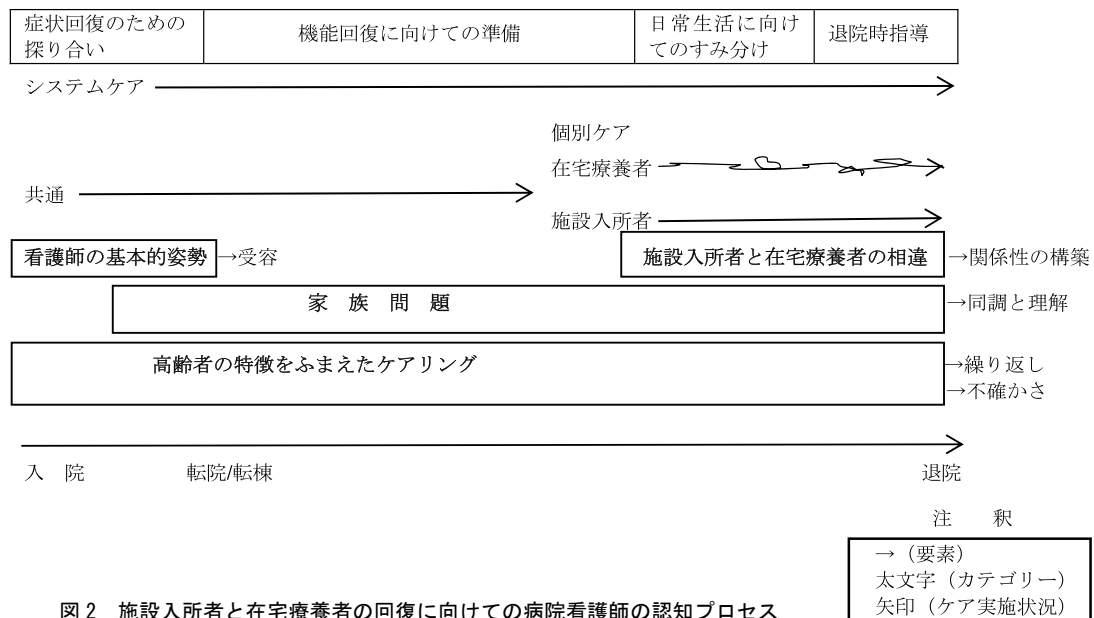 症状回復のための
探り合い
機能回復に向けての準備
日常生活に向け
てのすみ分け
退院時指導
システムケア
個別ケア
在宅療養者
共通
施設入所者
看護師の基本的姿勢 →受容
施設入所者と在宅療養者の相違 →関係性の構築
家 族 問 題 →同調と理解
高齢者の特徴をふまえたケアリング →繰り返し
→不確かさ
入 院 転院/転棟 退院
注 釈
→（要素）
太文字（カテゴリー）
矢印（ケア実施状況）
図２ 施設入所者と在宅療養者の回復に向けての病院看護師の認知プロセス